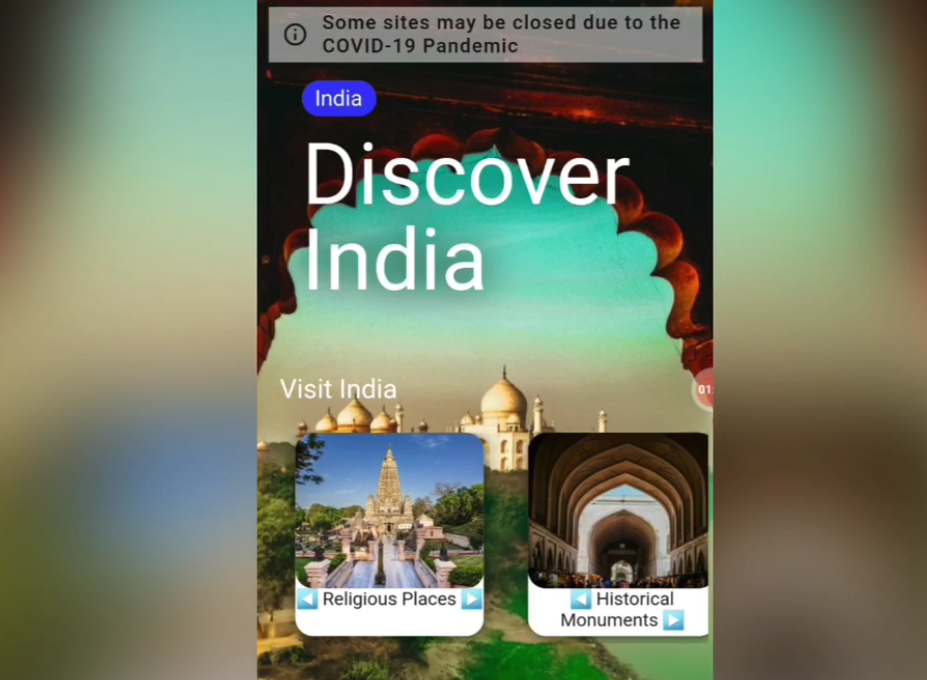 Some sites may be closed due to the
COVID-19 Pandemic
India
Discover
India
Visit India
01:
◀️ Religious Places ▶️
◀️ Historical
Monuments ▶️